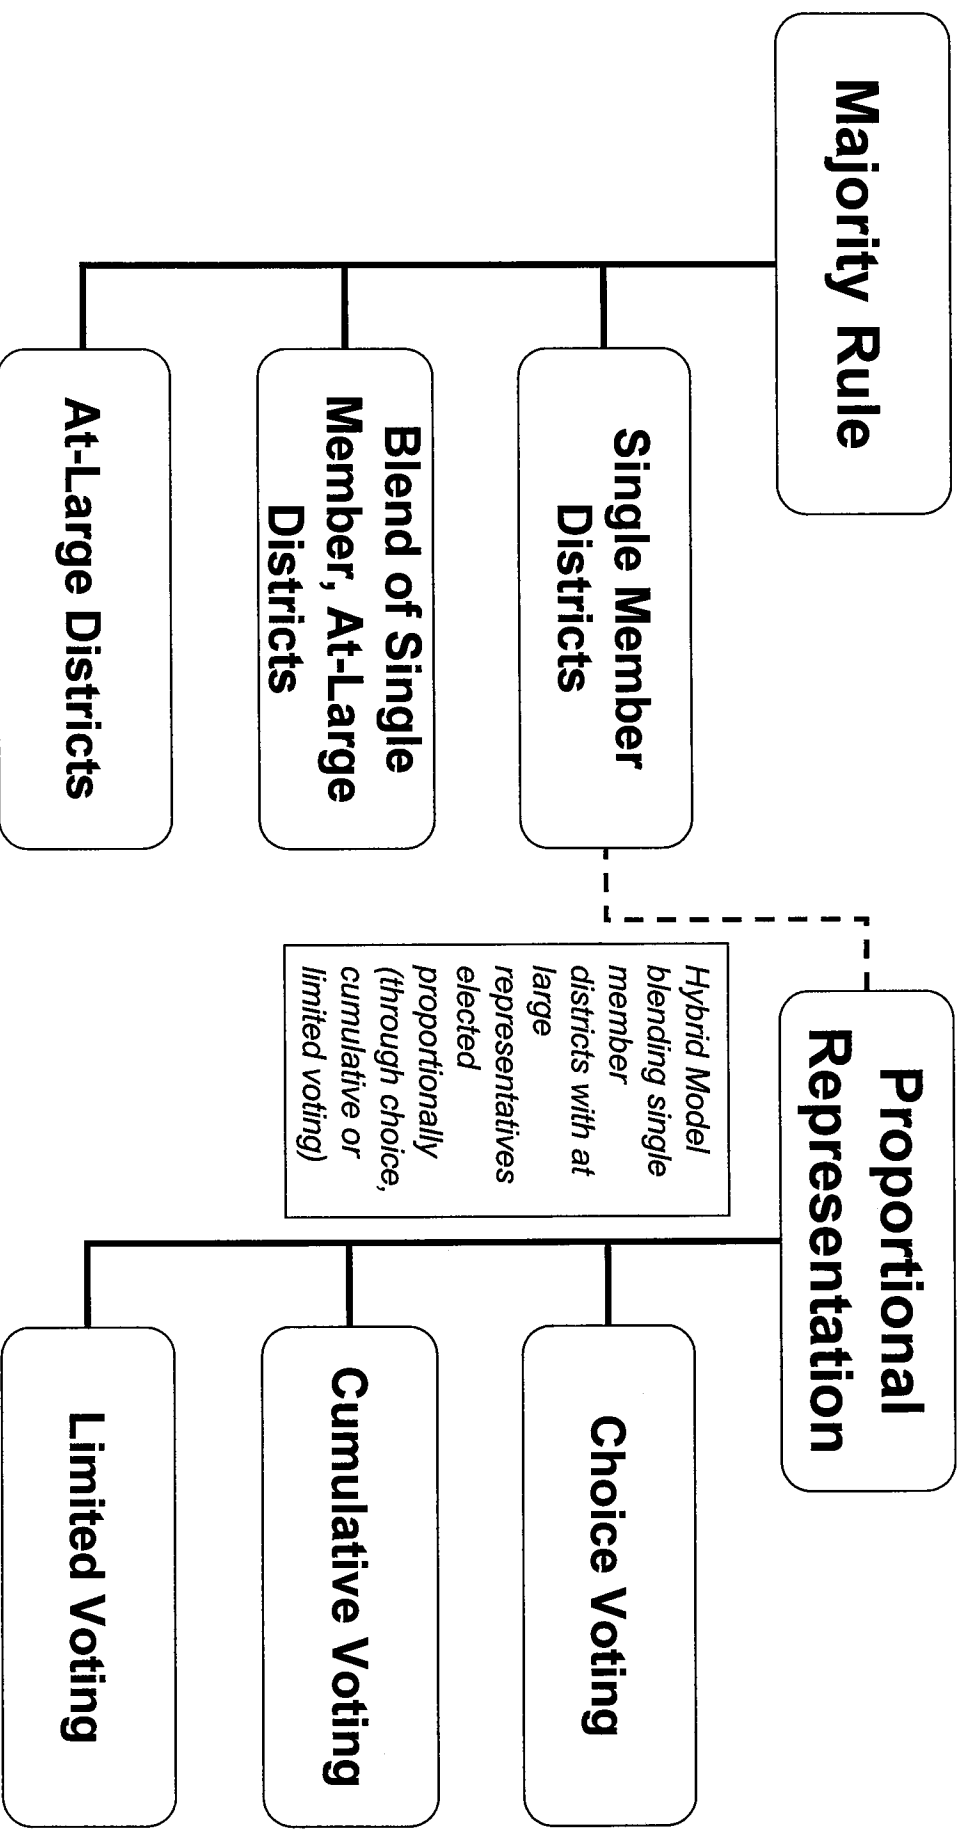 Majority Rule
Single Member
Districts
Blend of Single
Member, At-Large
Districts
At-Large Districts
Hybrid Model
blending single
member
districts with at
large
representatives
elected
proportionally
(through choice,
cumulative or
limited voting)
Proportional
Representation
Choice Voting
Cumulative Voting
Limited Voting